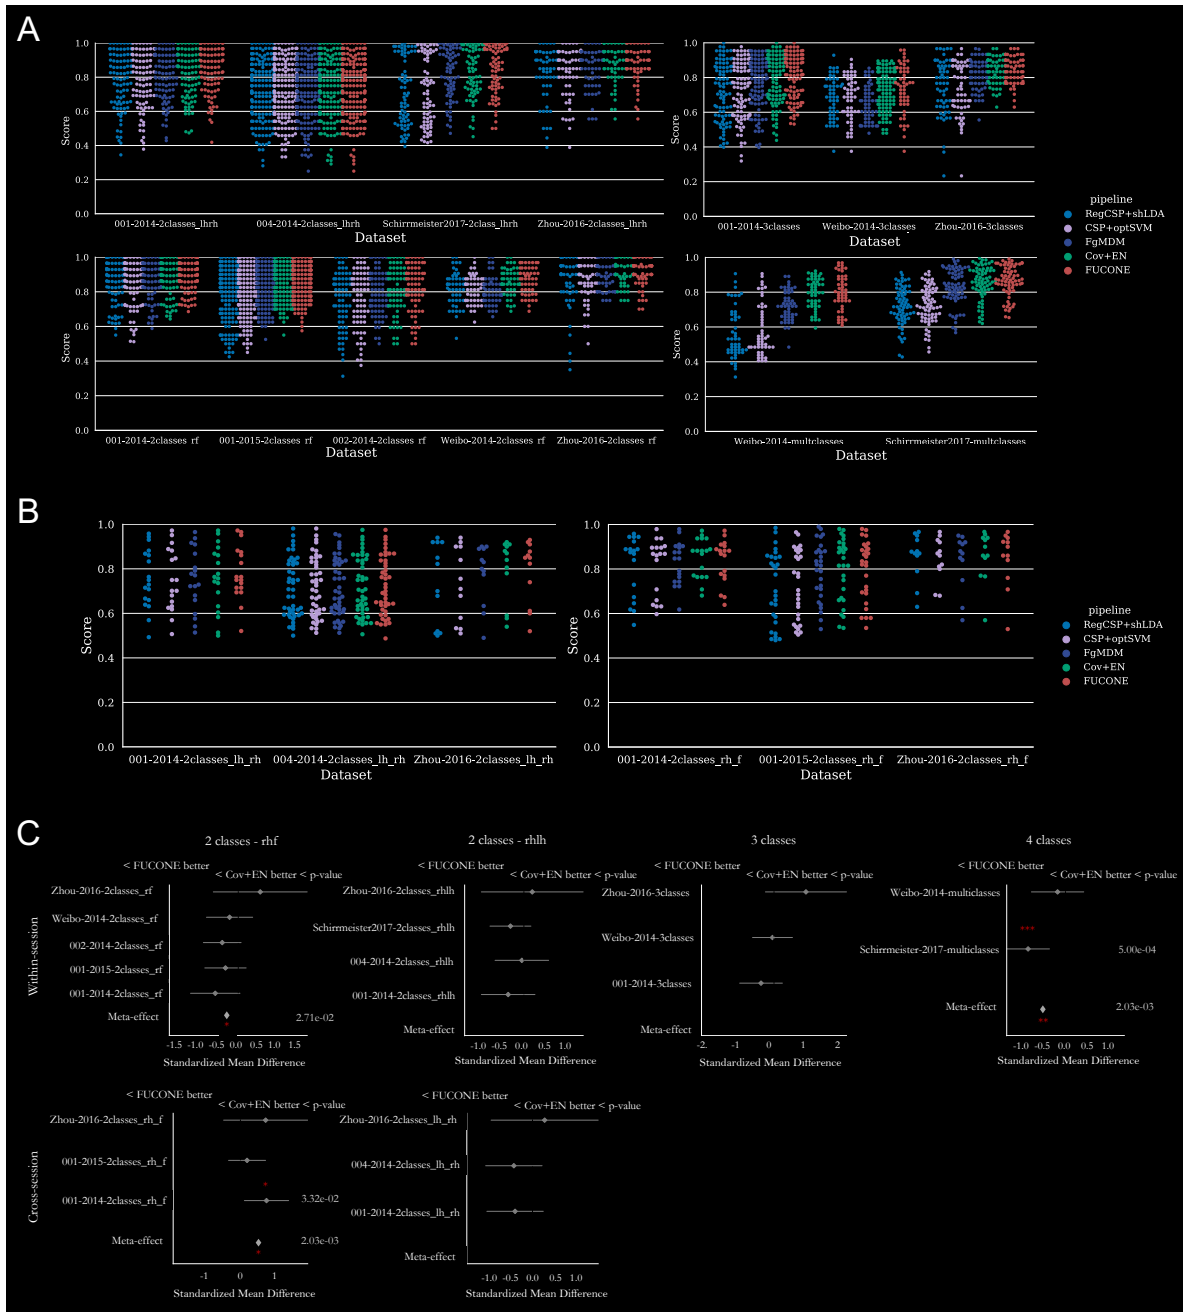 A
1.0
0.8
0.6
0.4
0.2
0.0
Score
001-2014-2classes_lhrh
004-2014-2classes_lhrh
Schirrmeister2017-2class_lhrh
Zhou-2016-2classes_lhrh
Dataset
1.0
0.8
0.6
0.4
0.2
0.0
Score
001-2014-3classes
Weibo-2014-3classes
Zhou-2016-3classes
Dataset
pipeline
RegCSP+shLDA
CSP+optSVM
FgMDM
Cov+EN
FUCONE
1.0
0.8
0.6
0.4
0.2
0.0
Score
001-2014-2classes_rf
001-2015-2classes_rf
002-2014-2classes_rf
Weibo-2014-2classes_rf
Zhou-2016-2classes_rf
Dataset
1.0
0.8
0.6
0.4
0.2
0.0
Score
Weibo-2014-multclasses
Schirrmeister2017-multclasses
Dataset
B
1.0
0.8
0.6
0.4
0.2
0.0
Score
001-2014-2classes_lh_rh
004-2014-2classes_lh_rh
Zhou-2016-2classes_lh_rh
Dataset
1.0
0.8
0.6
0.4
0.2
0.0
Score
001-2014-2classes_rh_f
001-2015-2classes_rh_f
Zhou-2016-2classes_rh_f
Dataset
pipeline
RegCSP+shLDA
CSP+optSVM
FgMDM
Cov+EN
FUCONE
C
Within-session
2 classes - rhf
< FUCONE better
< Cov+EN better < p-value
Zhou-2016-2classes_rf
Weibo-2014-2classes_rf
002-2014-2classes_rf
001-2015-2classes_rf
001-2014-2classes_rf
Meta-effect
2.71e-02
*
-1.5 -1.0 -0.5 0.0 0.5 1.0 1.5
Standardized Mean Difference
2 classes - rhlh
< FUCONE better
< Cov+EN better < p-value
Zhou-2016-2classes_rhlh
Schirrmeister2017-2classes_rhlh
004-2014-2classes_rhlh
001-2014-2classes_rhlh
Meta-effect
-1.0 -0.5 0.0 0.5 1.0
Standardized Mean Difference
3 classes
< FUCONE better
< Cov+EN better < p-value
Zhou-2016-3classes
Weibo-2014-3classes
001-2014-3classes
Meta-effect
-2. -1 0 1 2
Standardized Mean Difference
4 classes
< FUCONE better
< Cov+EN better < p-value
Weibo-2014-multiclasses
***
Schirrmeister-2017-multiclasses
5.00e-04
Meta-effect
2.03e-03
**
-1.0 -0.5 0.0 0.5 1.0
Standardized Mean Difference
Cross-session
< FUCONE better
< Cov+EN better < p-value
Zhou-2016-2classes_rh_f
001-2015-2classes_rh_f
*
001-2014-2classes_rh_f
3.32e-02
Meta-effect
2.03e-03
*
-1 0 1
Standardized Mean Difference
< FUCONE better
< Cov+EN better < p-value
Zhou-2016-2classes_lh_rh
004-2014-2classes_lh_rh
001-2014-2classes_lh_rh
Meta-effect
-1.0 -0.5 0.0 0.5 1.0
Standardized Mean Difference